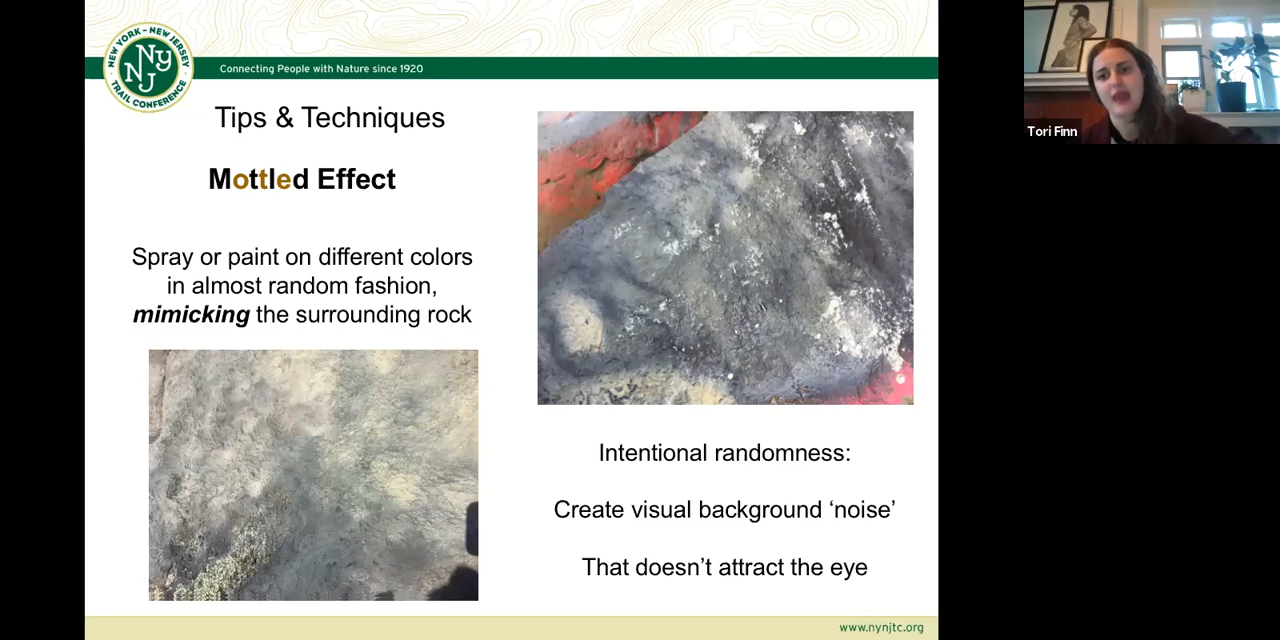 NEW YORK – NEW JERSEY
NY
NJ
TRAIL CONFERENCE
Connecting People with Nature since 1920
Tips & Techniques
Mottled Effect
Spray or paint on different colors
in almost random fashion,
mimicking the surrounding rock
Intentional randomness:
Create visual background ‘noise’
That doesn’t attract the eye
www.nynjtc.org
Tori Finn